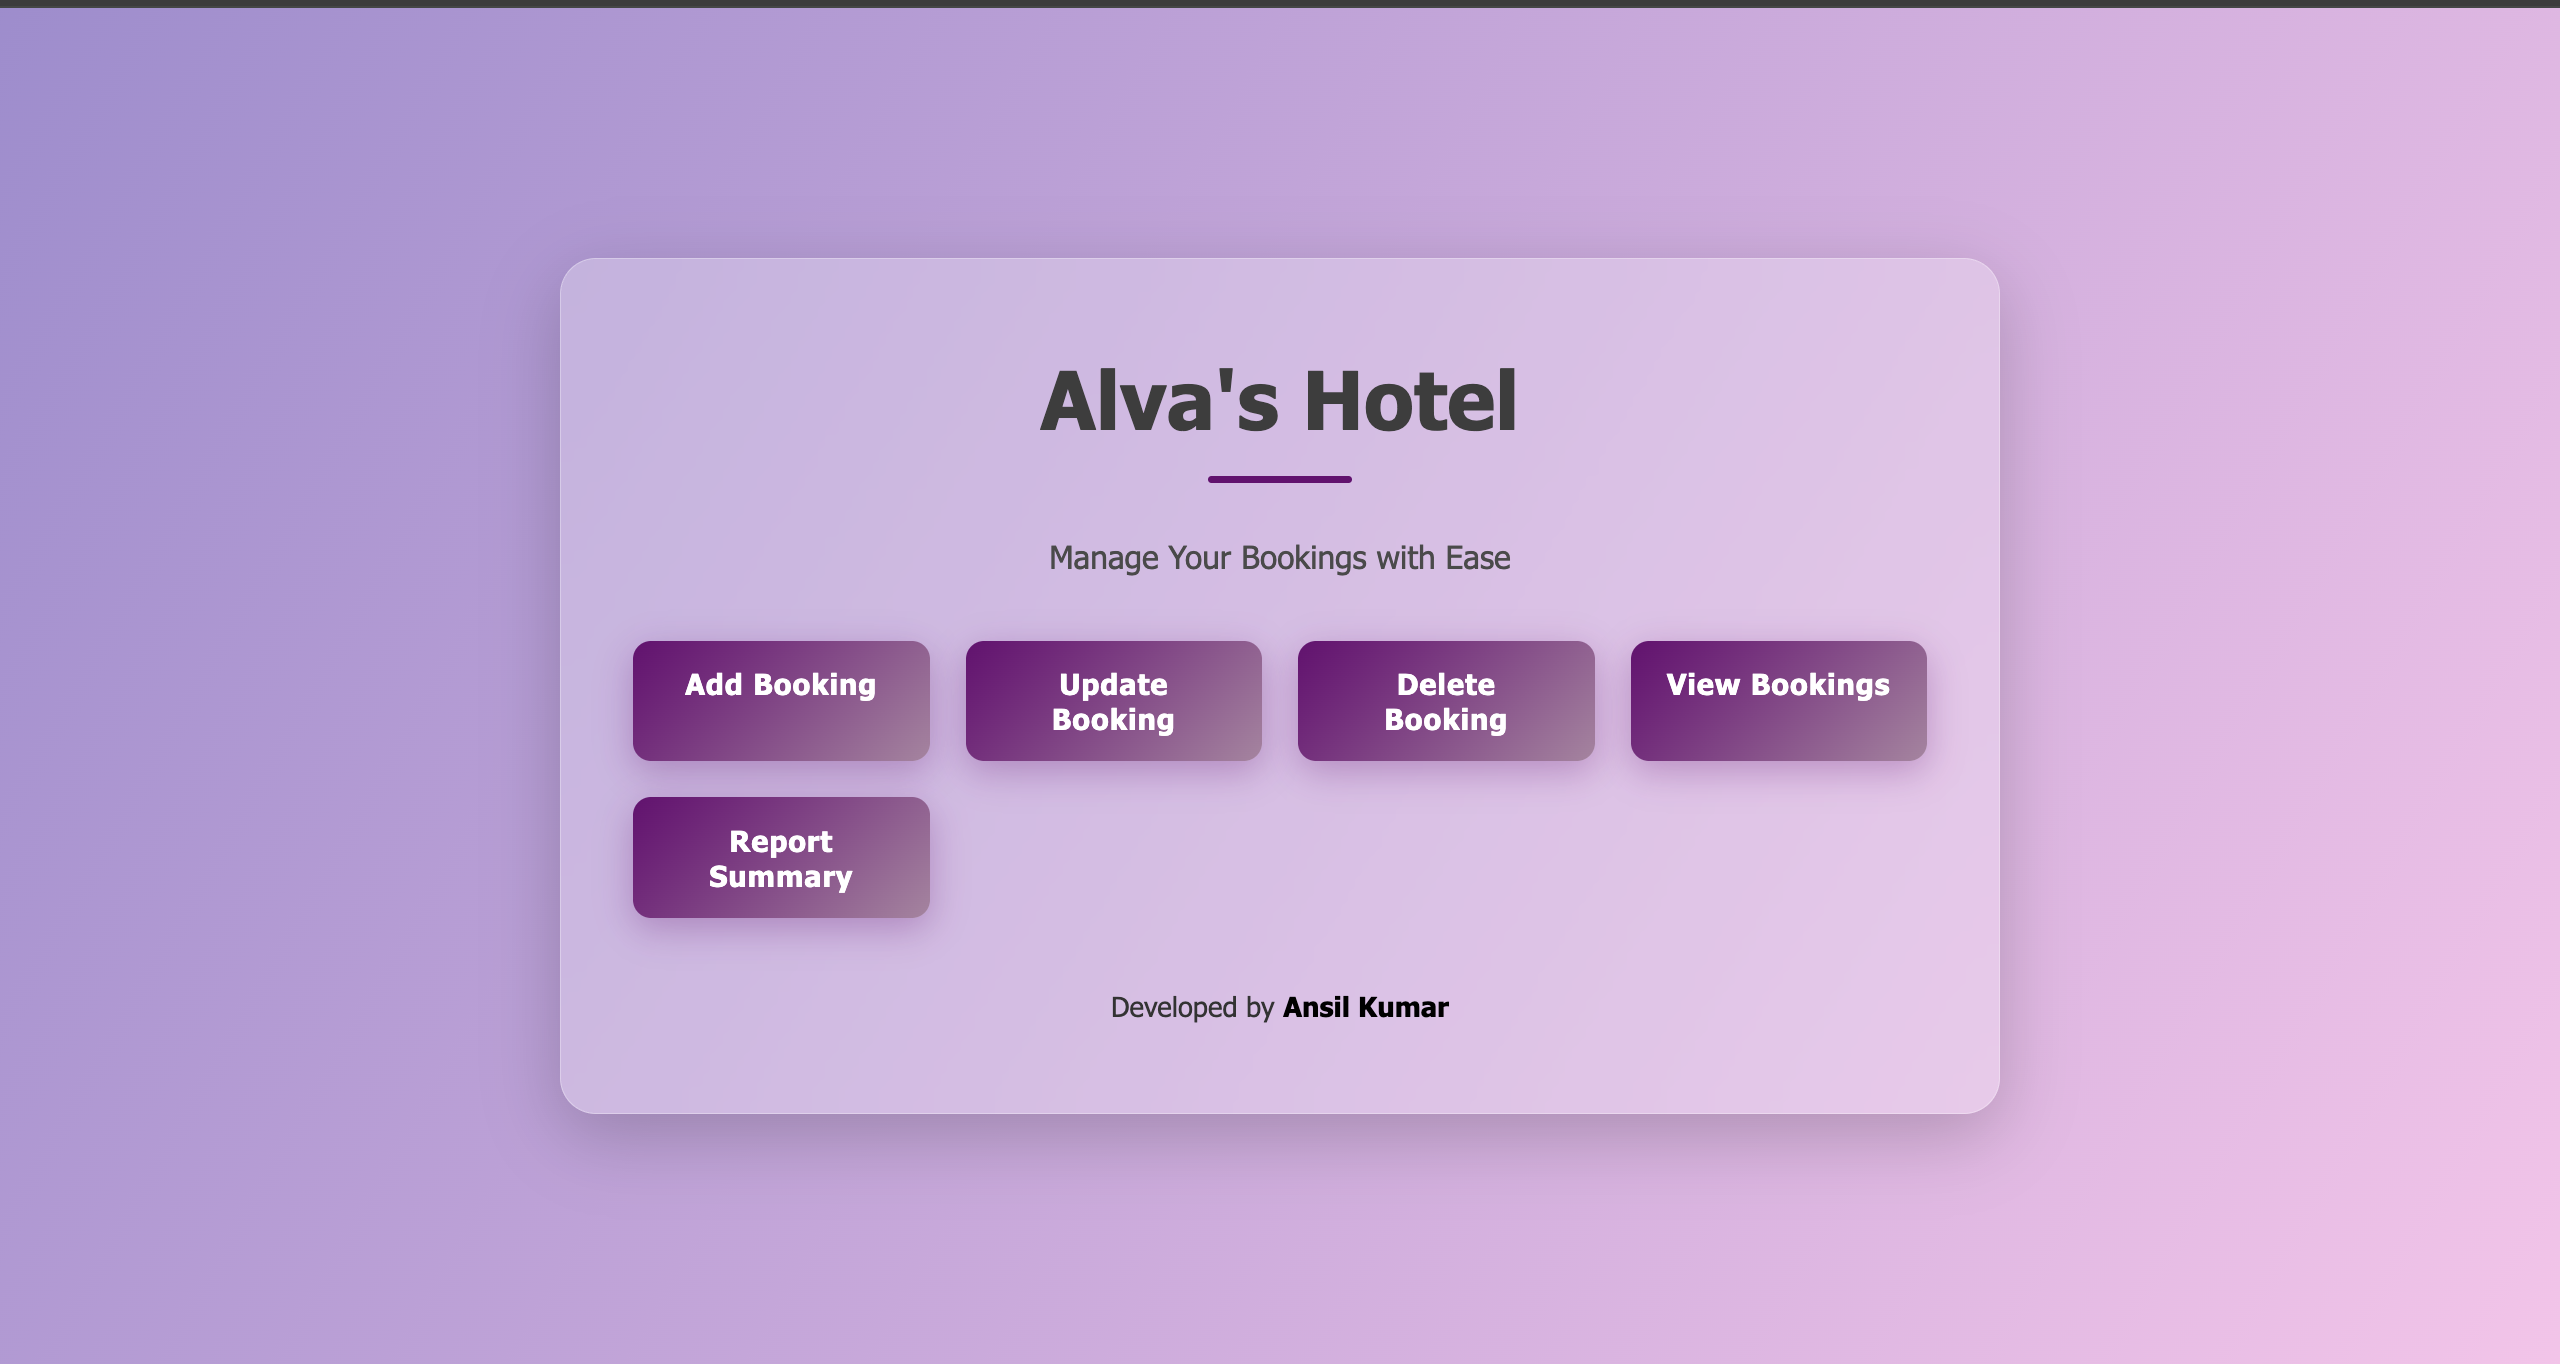 Alva's Hotel
Manage Your Bookings with Ease
Add Booking
Update
Booking
Delete
Booking
View Bookings
Report
Summary
Developed by Ansil Kumar